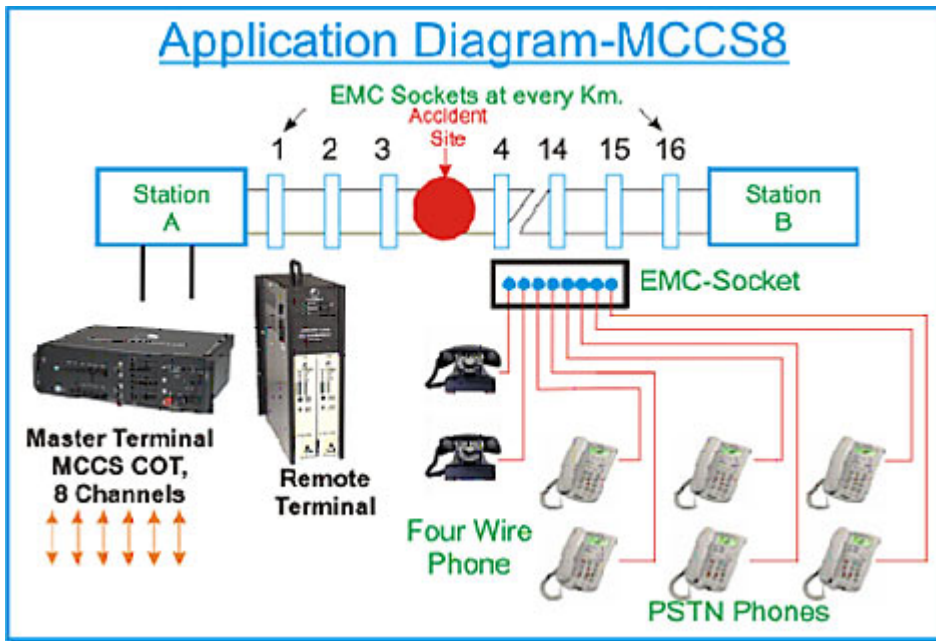 Application Diagram-MCCS8
EMC Sockets at every Km.
Accident
Site
1 2 3 4 14 15 16
Station
A
Station
B
EMC-Socket
Master Terminal
MCCS COT,
8 Channels
Remote
Terminal
Four Wire
Phone
PSTN Phones